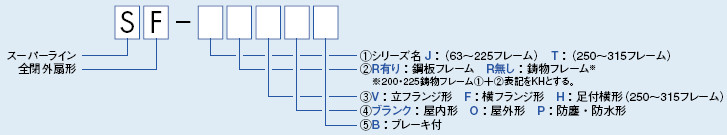 SF-
スーパーライン
全閉外扇形
①シリーズ名 J：（63～225フレーム） T：（250～315フレーム）
②R有り：鋼板フレーム R無し：鋳物フレーム※
※200・225鋳物フレーム①＋②表記をKHとする。
③V：立フランジ形 F：横フランジ形 H：足付横形（250～315フレーム）
④ブランク：屋内形 O：屋外形 P：防塵・防水形
⑤B：ブレーキ付